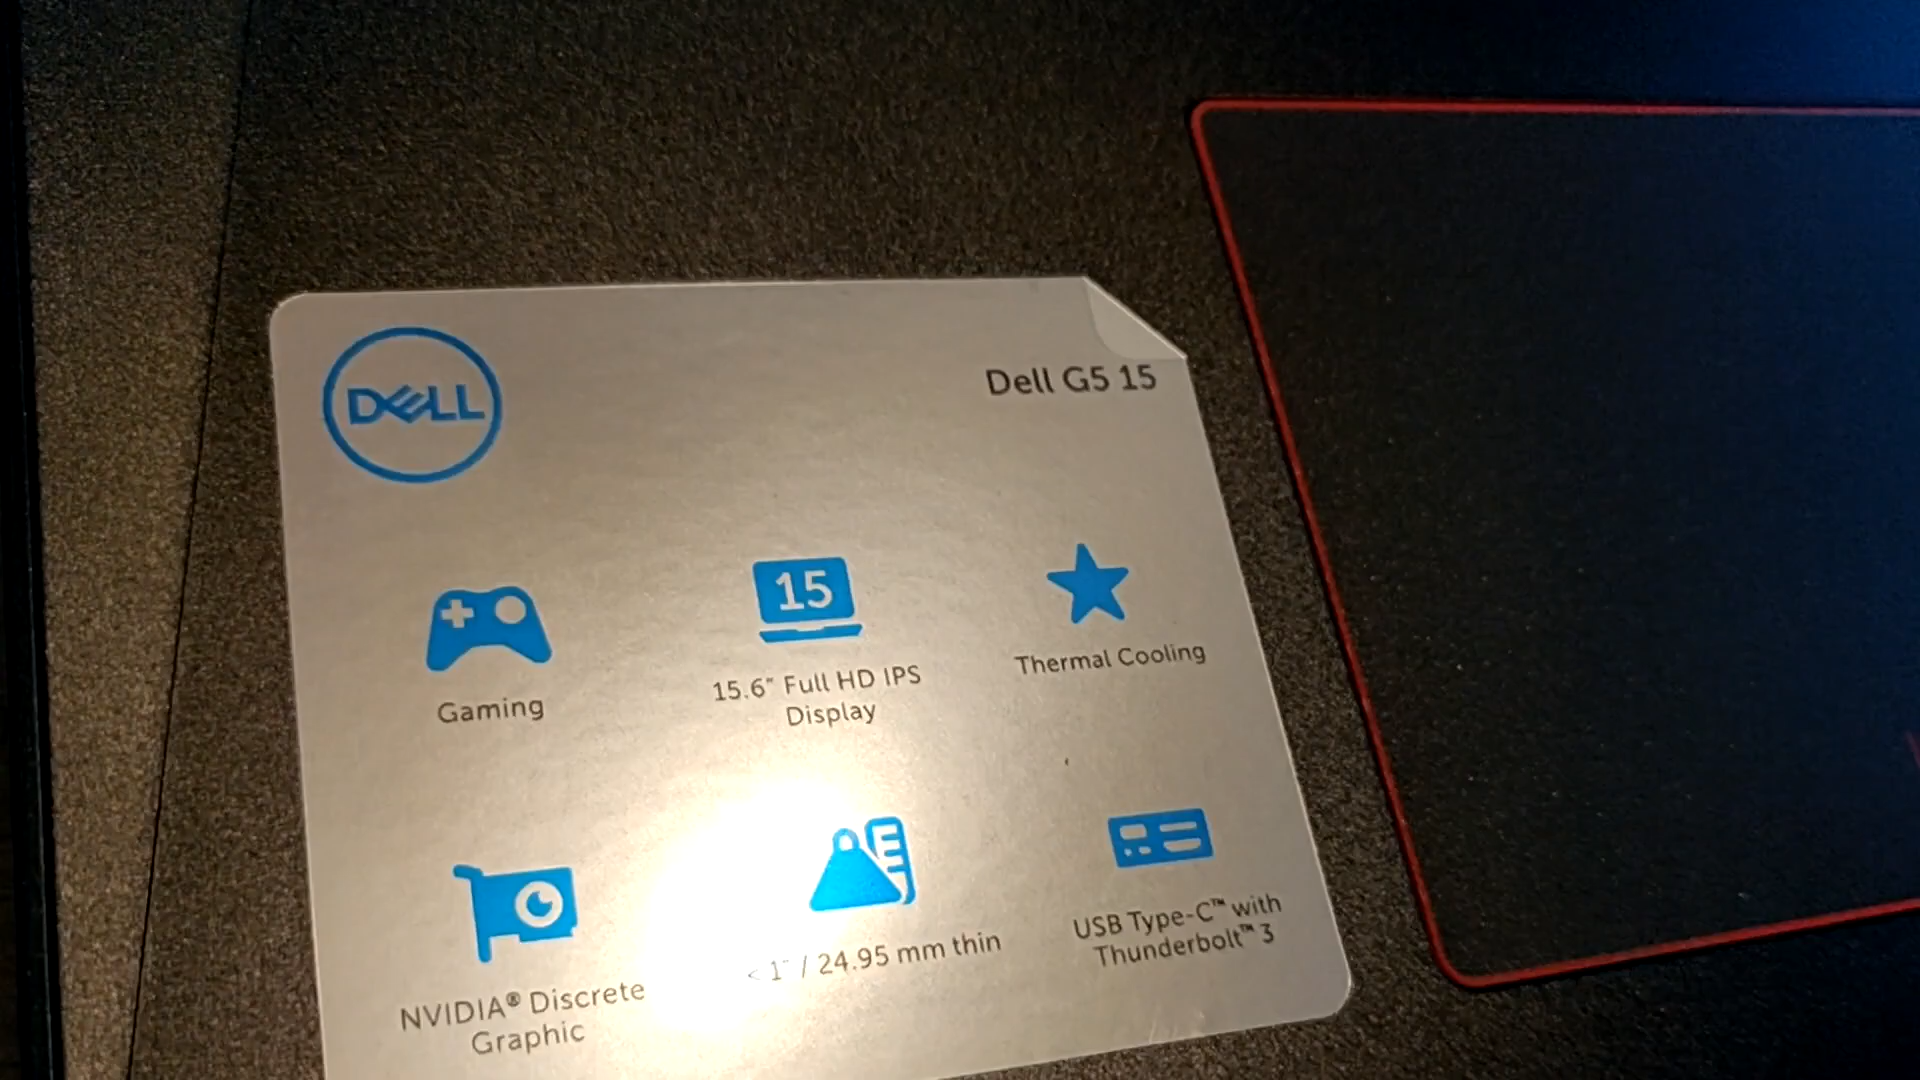 DELL
Dell G5 15
15
Gaming
15.6" Full HD IPS
Display
Thermal Cooling
NVIDIA® Discrete
Graphic
< 1" / 24.95 mm thin
USB Type-C™ with
Thunderbolt™ 3